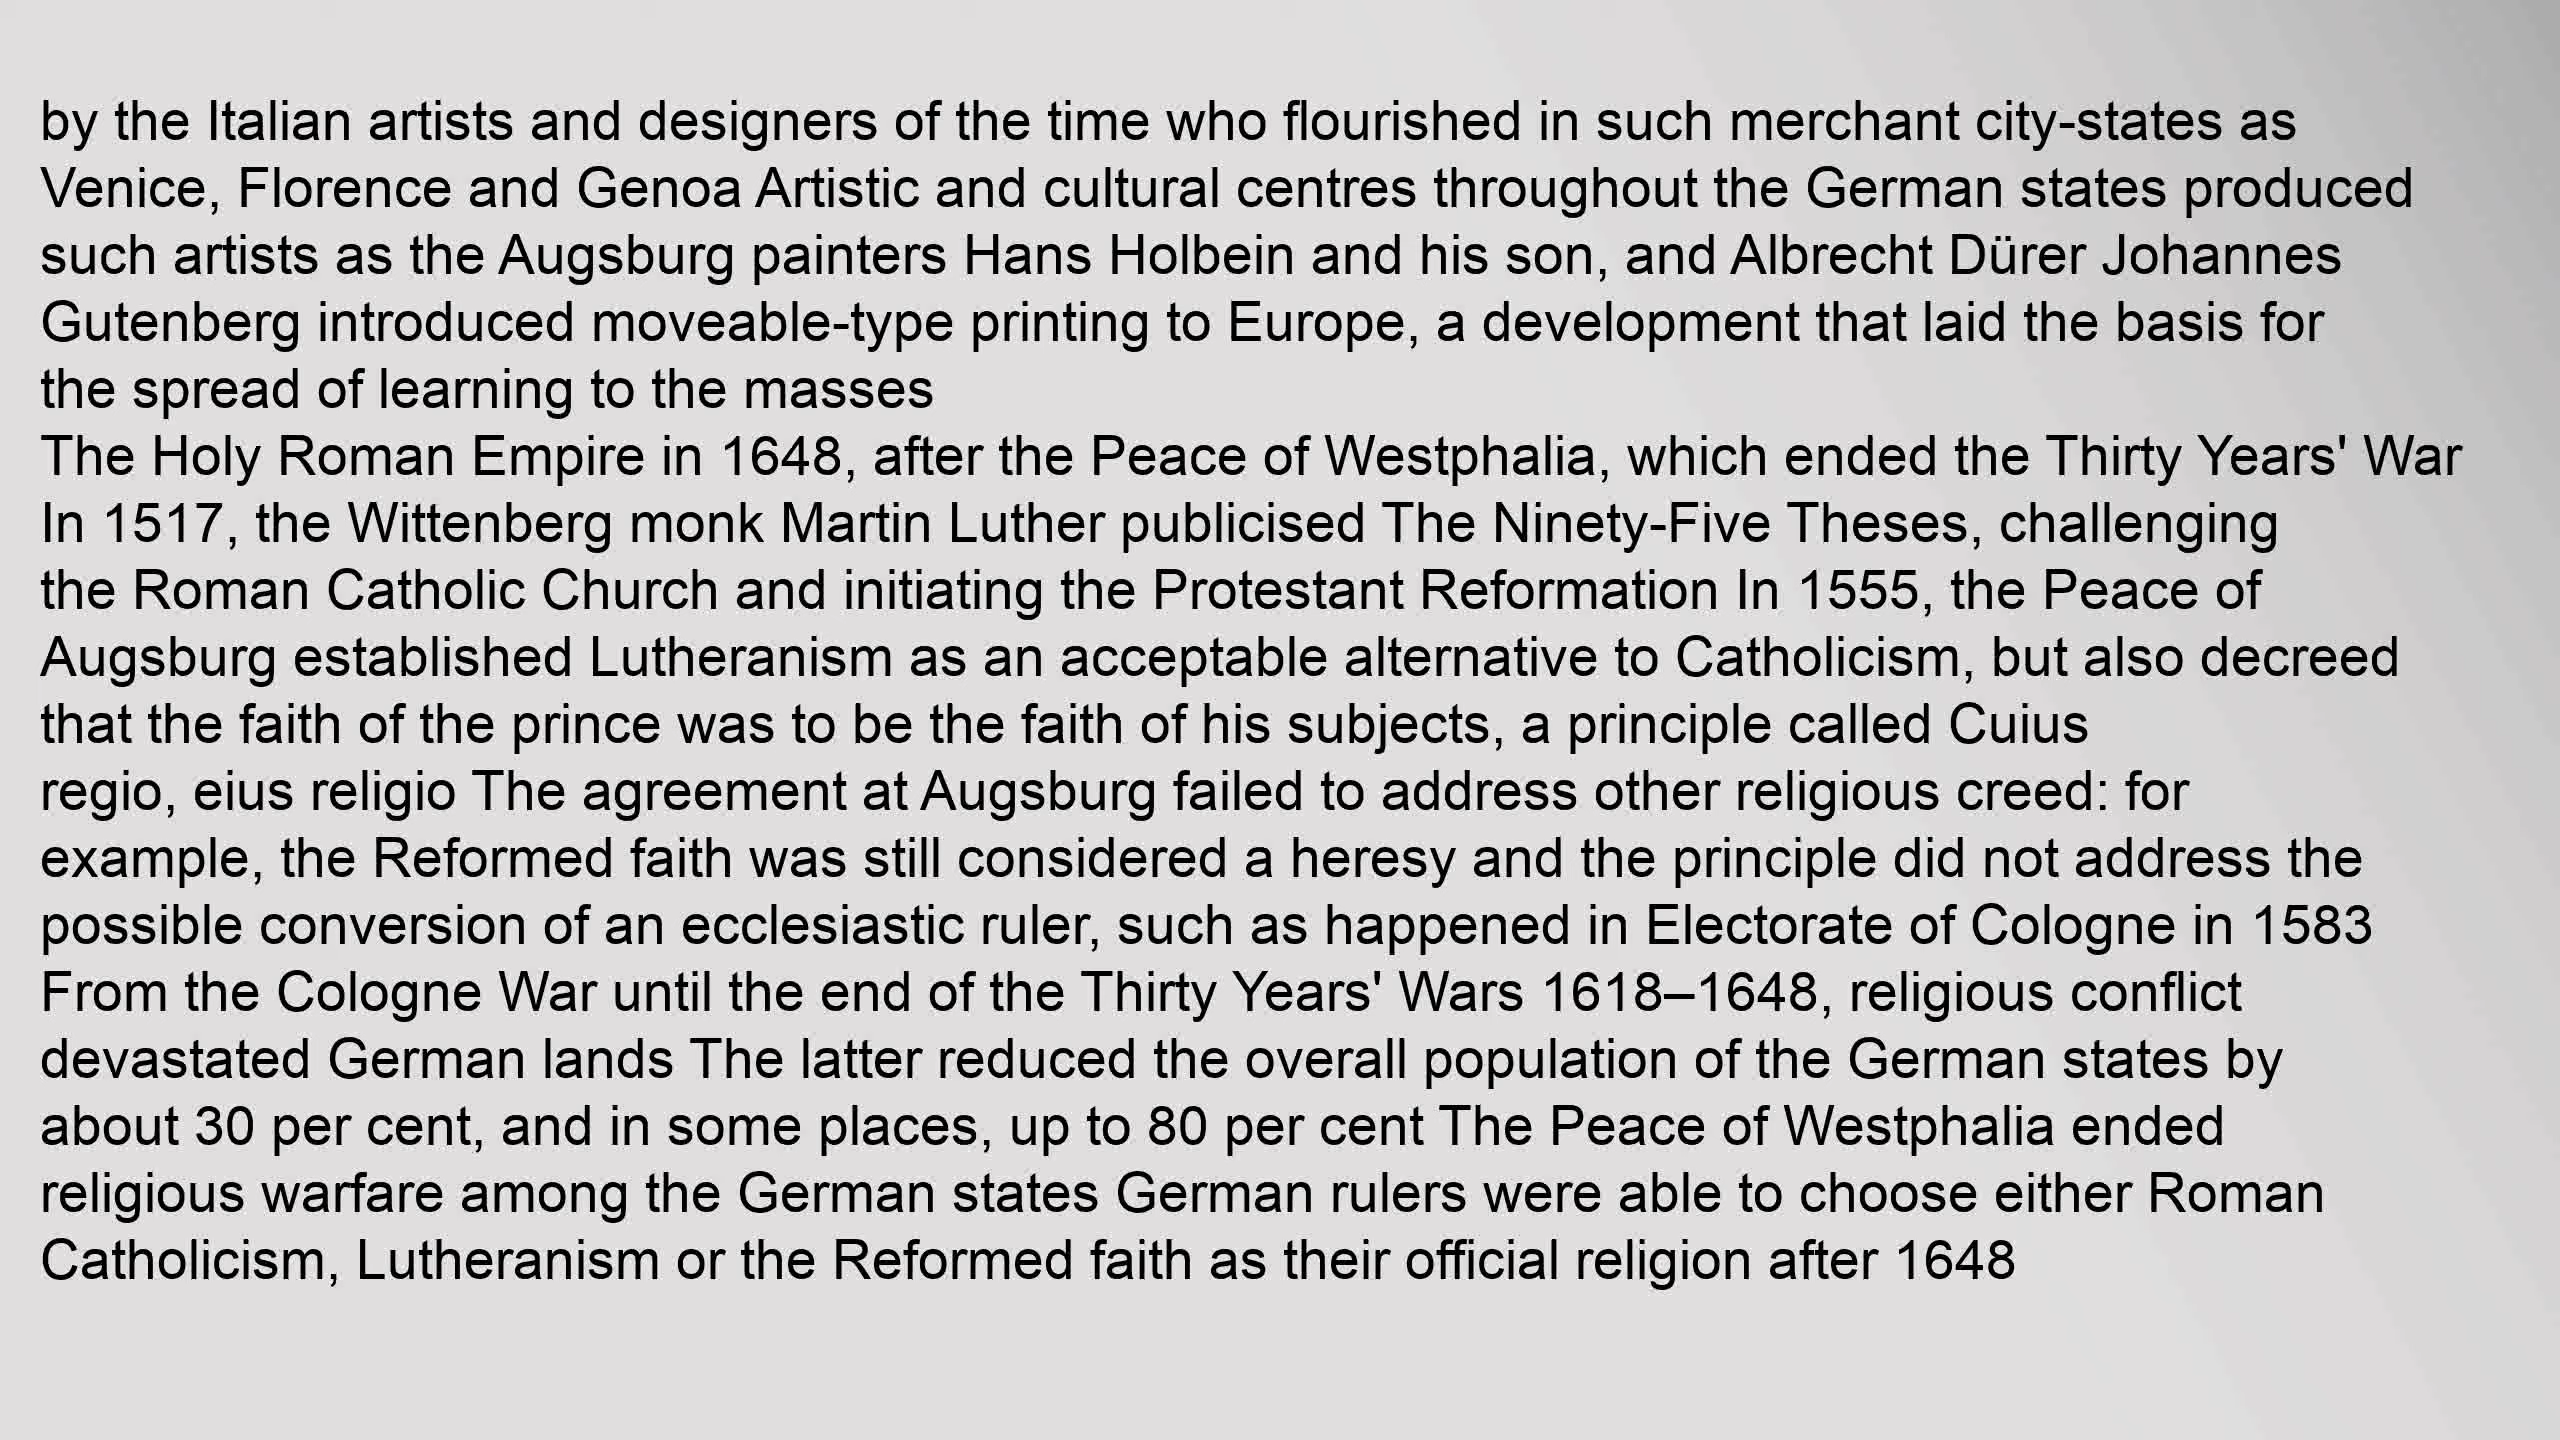 by the Italian artists and designers of the time who flourished in such merchant city-states as
Venice, Florence and Genoa Artistic and cultural centres throughout the German states produced
such artists as the Augsburg painters Hans Holbein and his son, and Albrecht Dürer Johannes
Gutenberg introduced moveable-type printing to Europe, a development that laid the basis for
the spread of learning to the masses
The Holy Roman Empire in 1648, after the Peace of Westphalia, which ended the Thirty Years' War
In 1517, the Wittenberg monk Martin Luther publicised The Ninety-Five Theses, challenging
the Roman Catholic Church and initiating the Protestant Reformation In 1555, the Peace of
Augsburg established Lutheranism as an acceptable alternative to Catholicism, but also decreed
that the faith of the prince was to be the faith of his subjects, a principle called Cuius
regio, eius religio The agreement at Augsburg failed to address other religious creed: for
example, the Reformed faith was still considered a heresy and the principle did not address the
possible conversion of an ecclesiastic ruler, such as happened in Electorate of Cologne in 1583
From the Cologne War until the end of the Thirty Years' Wars 1618–1648, religious conflict
devastated German lands The latter reduced the overall population of the German states by
about 30 per cent, and in some places, up to 80 per cent The Peace of Westphalia ended
religious warfare among the German states German rulers were able to choose either Roman
Catholicism, Lutheranism or the Reformed faith as their official religion after 1648